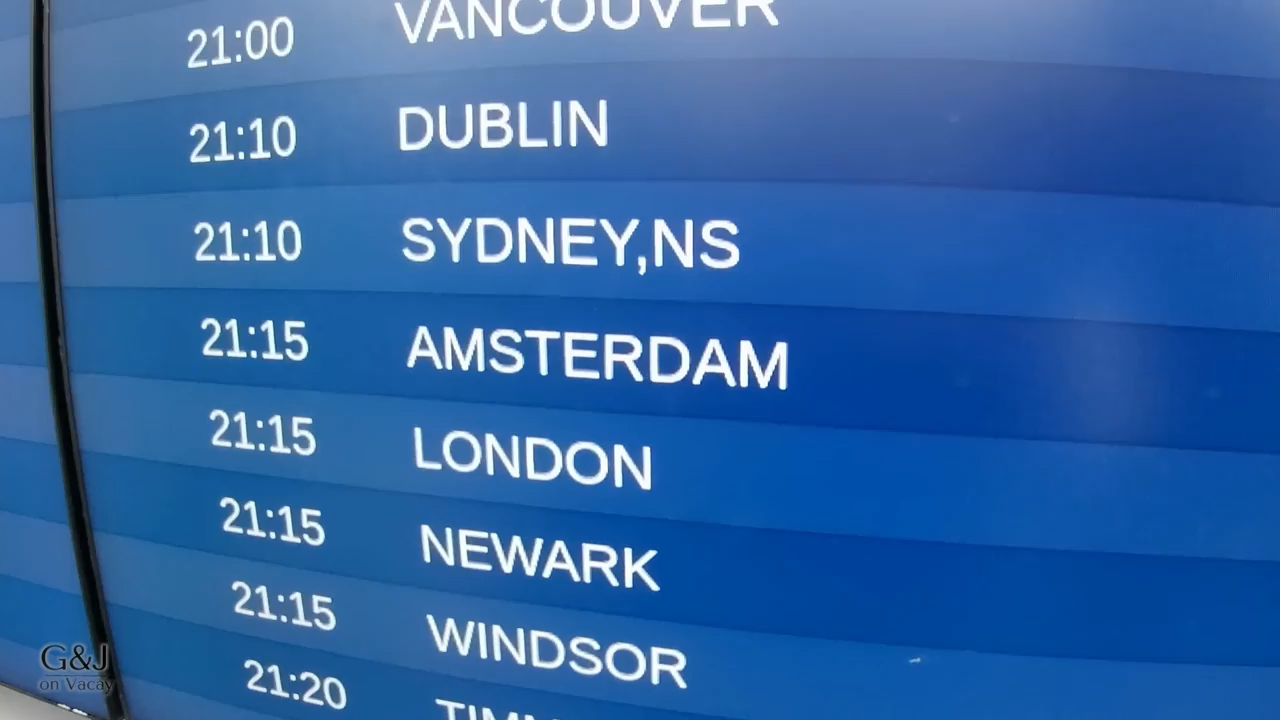 21:00 VANCOUVER
21:10 DUBLIN
21:10 SYDNEY,NS
21:15 AMSTERDAM
21:15 LONDON
21:15 NEWARK
21:15 WINDSOR
21:20
G&J
on Vacay